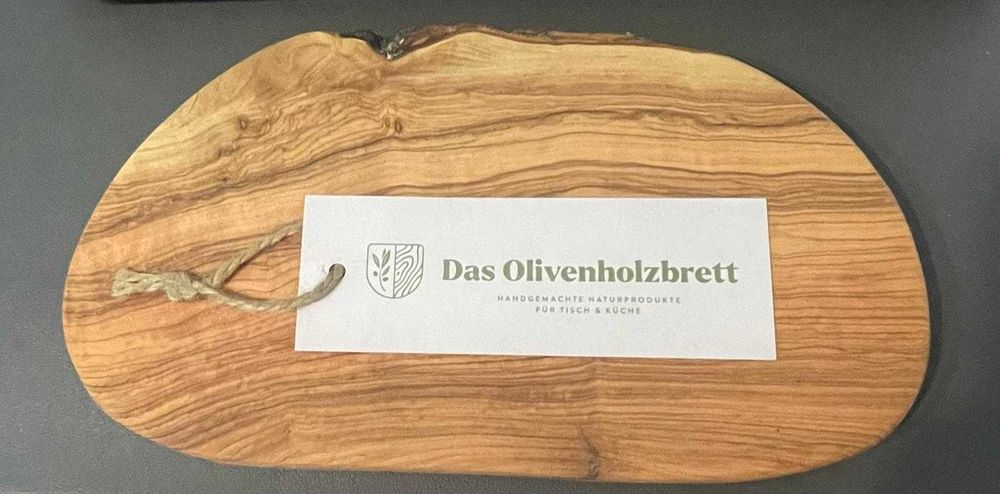 Das Olivenholzbrett
HANDGEMACHTE NATURPRODUKTE
FÜR TISCH & KÜCHE